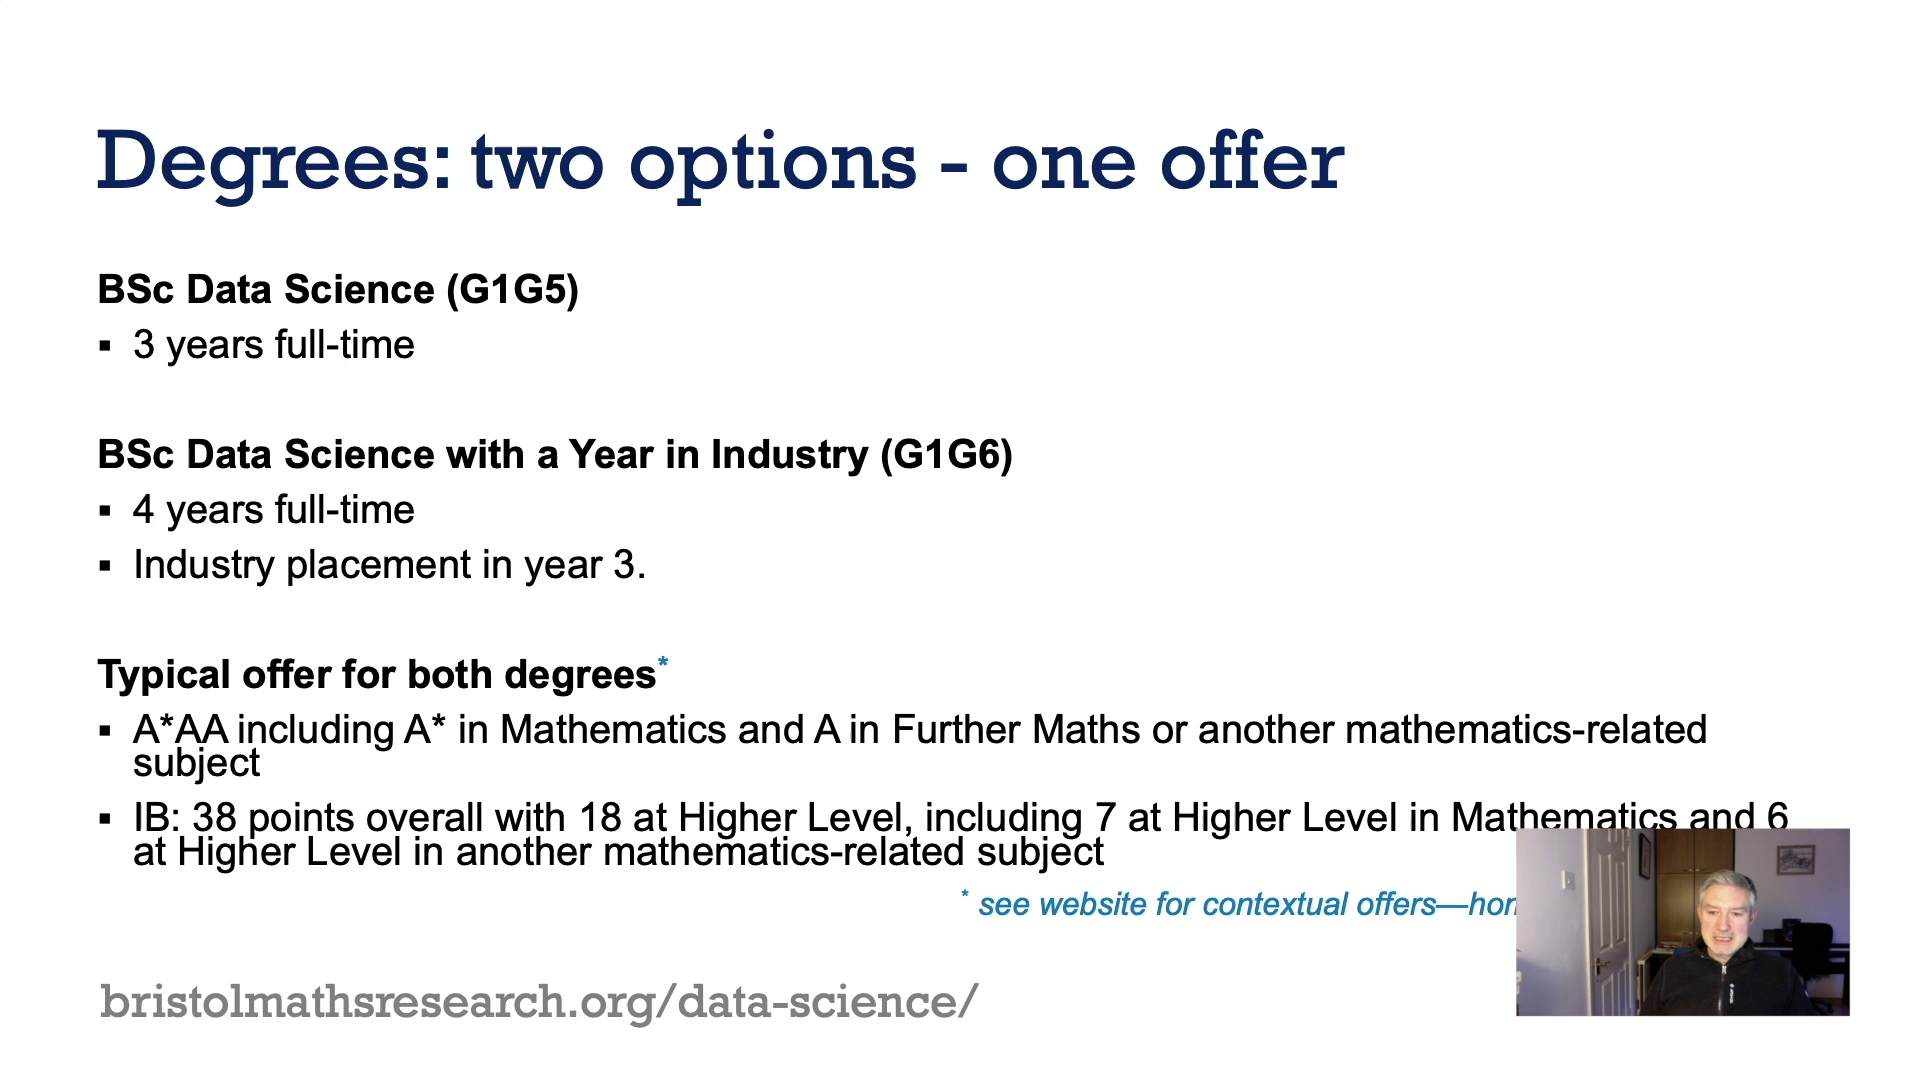 Degrees: two options - one offer
BSc Data Science (G1G5)
▪ 3 years full-time
BSc Data Science with a Year in Industry (G1G6)
▪ 4 years full-time
▪ Industry placement in year 3.
Typical offer for both degrees*
▪ A*AA including A* in Mathematics and A in Further Maths or another mathematics-related
subject
▪ IB: 38 points overall with 18 at Higher Level, including 7 at Higher Level in Mathematics and 6
at Higher Level in another mathematics-related subject
* see website for contextual offers—
bristolmathsresearch.org/data-science/